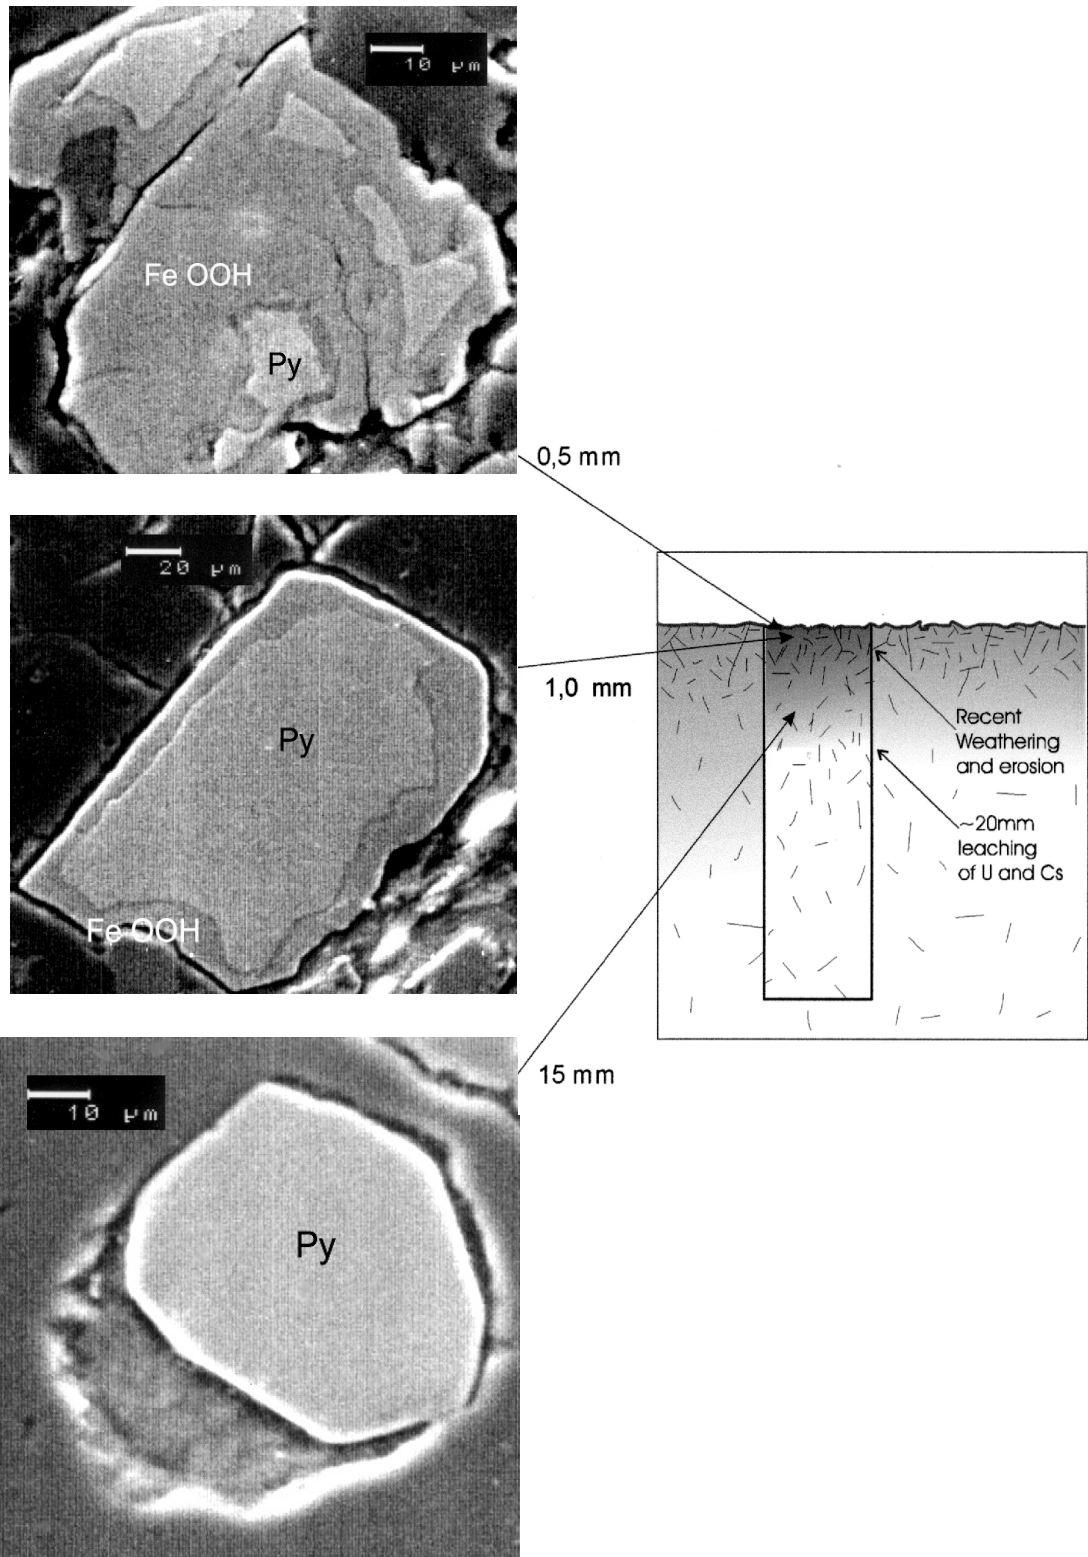 10 µm
Fe OOH
Py
0,5 mm
20 µm
Py
1,0 mm
Fe OOH
Recent
Weathering
and erosion
~20mm
leaching
of U and Cs
15 mm
10 µm
Py